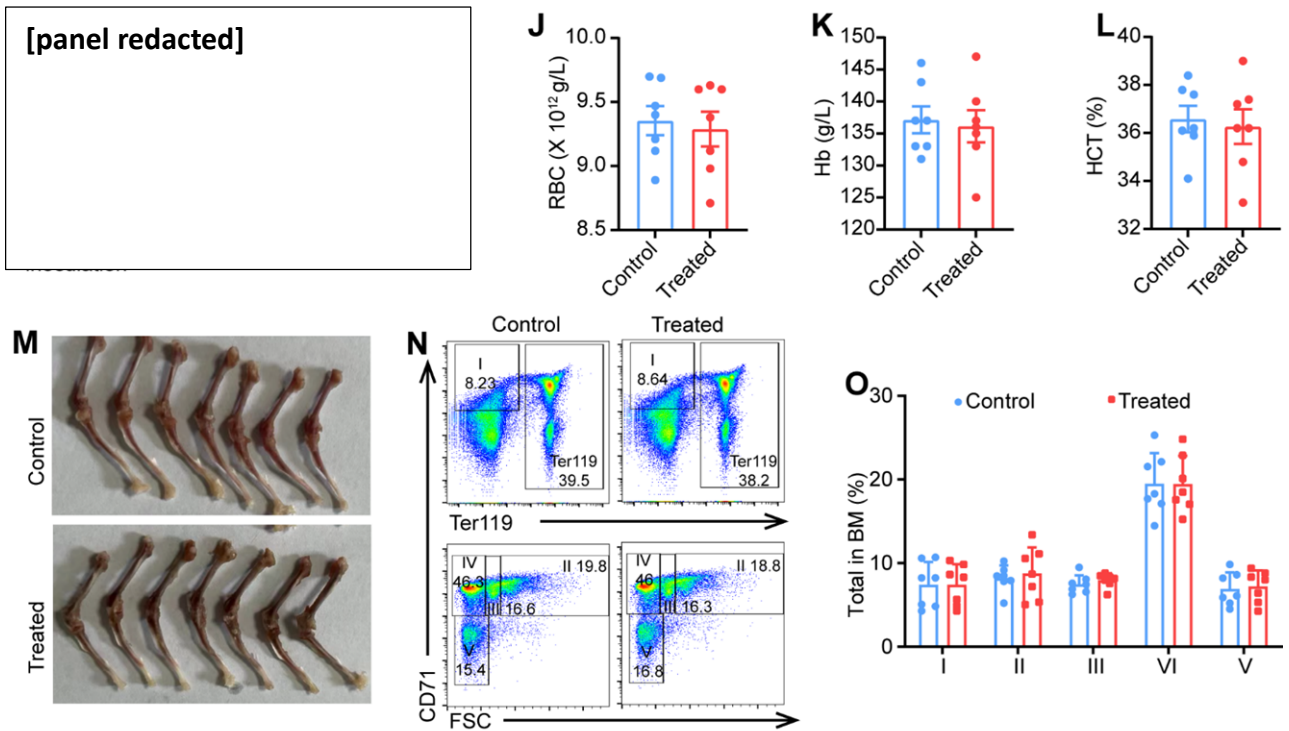 [panel redacted]
J
RBC (X 10¹² g/L)
10.0
9.5
9.0
8.5
Control
Treated
K
Hb (g/L)
150
145
140
135
130
125
120
Control
Treated
L
HCT (%)
40
38
36
34
32
Control
Treated
M
Control
Treated
N
Control
Treated
I
8.23
Ter119
39.5
I
8.64
Ter119
38.2
Ter119
IV
46.3
II 19.8
III 16.6
V
15.4
IV
46
II 18.8
III 16.3
V
16.8
CD71
FSC
O
Control
Treated
Total in BM (%)
30
20
10
0
I
II
III
VI
V